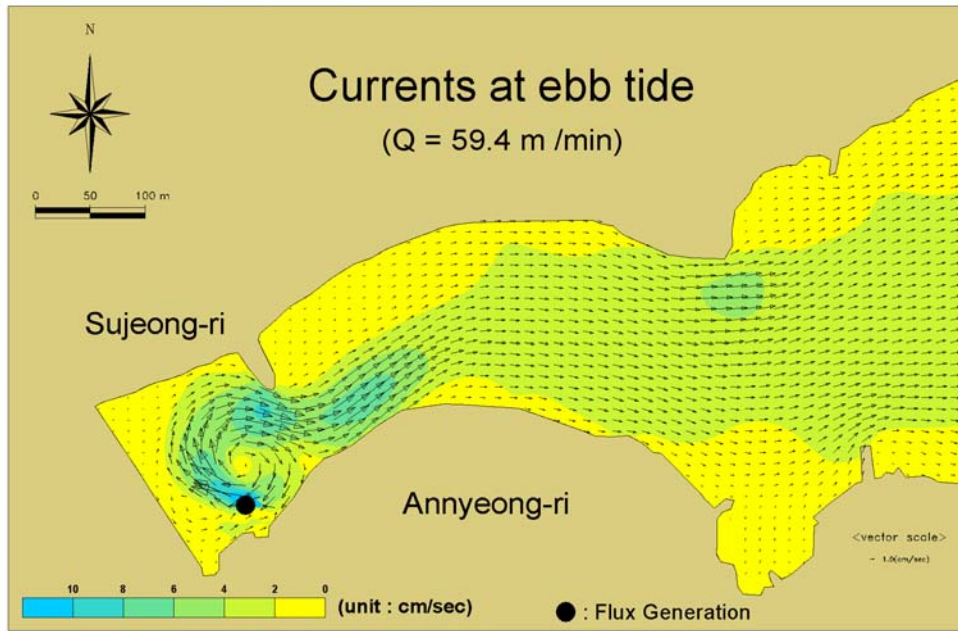 N
Currents at ebb tide
(Q = 59.4 m /min)
0 50 100 m
Sujeong-ri
Annyeong-ri
<vector scale>
→ 1.0(cm/sec)
10 8 6 4 2 0
(unit : cm/sec)
: Flux Generation